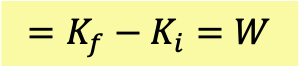 = K_f − K_i = W